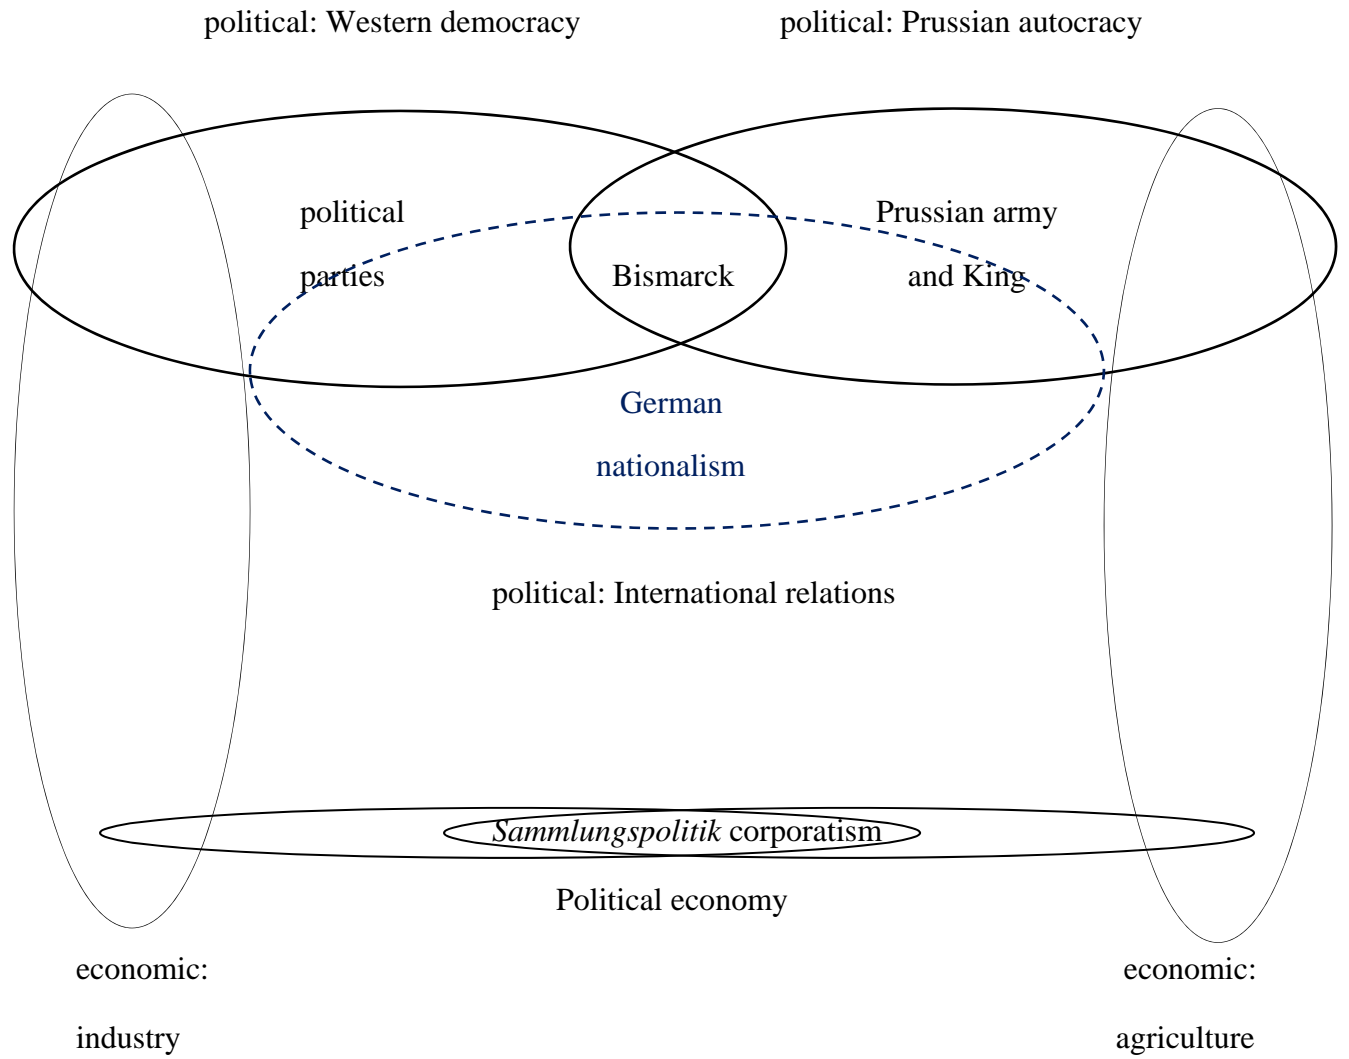 political: Western democracy
political: Prussian autocracy
political
parties
Bismarck
Prussian army
and King
German
nationalism
political: International relations
Sammlungspolitik corporatism
Political economy
economic:
industry
economic:
agriculture